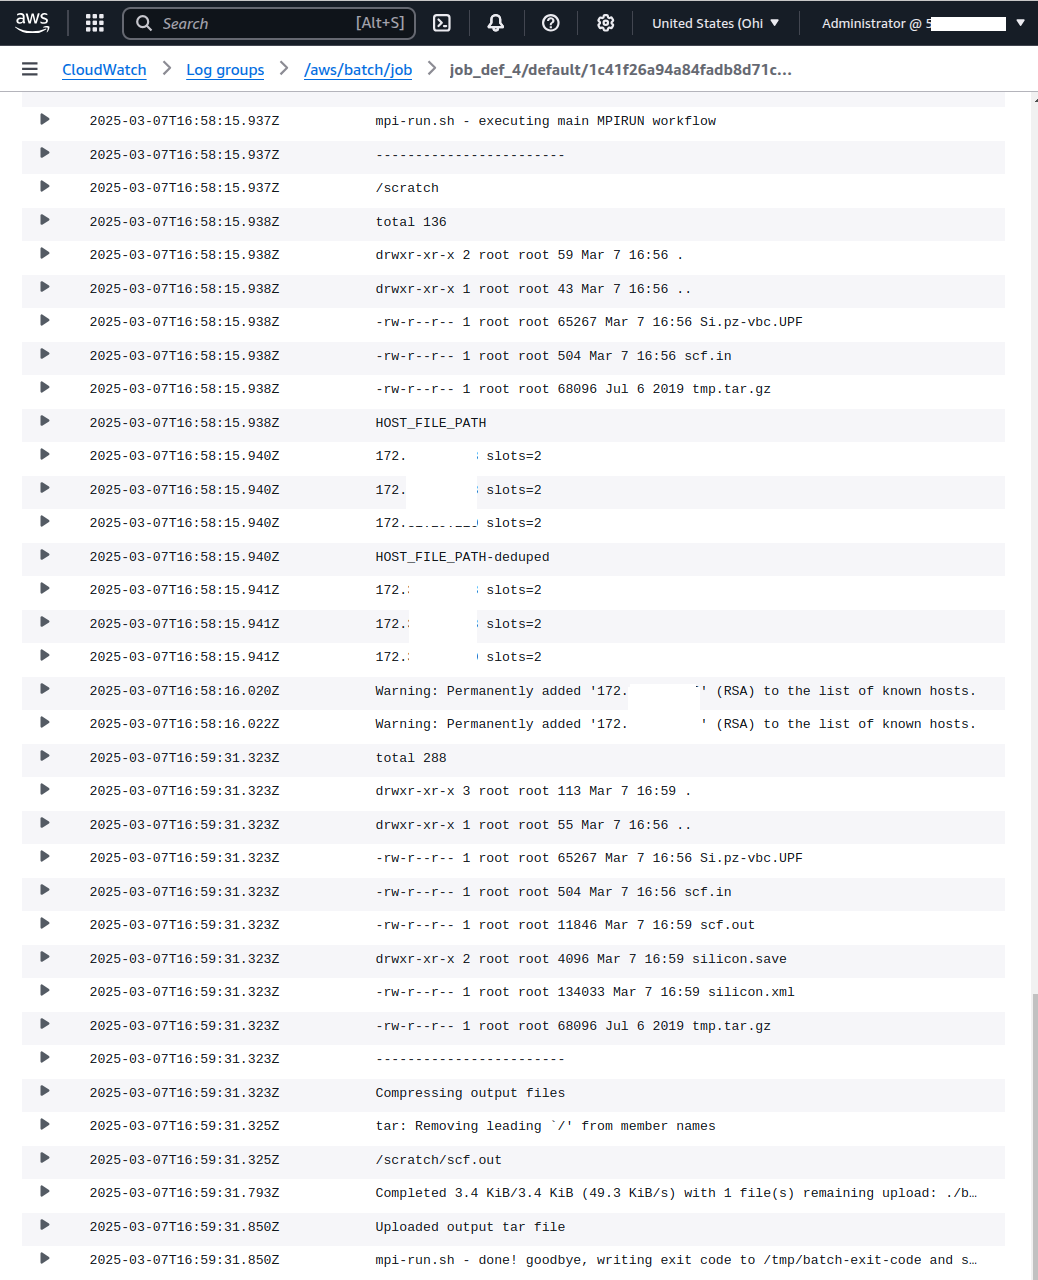 aws
Search [Alt+S]
United States (Ohi
Administrator @ 5
CloudWatch
Log groups
/aws/batch/job
job_def_4/default/1c41f26a94a84fadb8d71c...
2025-03-07T16:58:15.937Z mpi-run.sh - executing main MPIRUN workflow
2025-03-07T16:58:15.937Z ------------------------
2025-03-07T16:58:15.937Z /scratch
2025-03-07T16:58:15.938Z total 136
2025-03-07T16:58:15.938Z drwxr-xr-x 2 root root 59 Mar 7 16:56 .
2025-03-07T16:58:15.938Z drwxr-xr-x 1 root root 43 Mar 7 16:56 ..
2025-03-07T16:58:15.938Z -rw-r--r-- 1 root root 65267 Mar 7 16:56 Si.pz-vbc.UPF
2025-03-07T16:58:15.938Z -rw-r--r-- 1 root root 504 Mar 7 16:56 scf.in
2025-03-07T16:58:15.938Z -rw-r--r-- 1 root root 68096 Jul 6 2019 tmp.tar.gz
2025-03-07T16:58:15.938Z HOST_FILE_PATH
2025-03-07T16:58:15.940Z 172. slots=2
2025-03-07T16:58:15.940Z 172. slots=2
2025-03-07T16:58:15.940Z 172. slots=2
2025-03-07T16:58:15.940Z HOST_FILE_PATH-deduped
2025-03-07T16:58:15.941Z 172. slots=2
2025-03-07T16:58:15.941Z 172. slots=2
2025-03-07T16:58:15.941Z 172. slots=2
2025-03-07T16:58:16.020Z Warning: Permanently added '172. ' (RSA) to the list of known hosts.
2025-03-07T16:58:16.022Z Warning: Permanently added '172. ' (RSA) to the list of known hosts.
2025-03-07T16:59:31.323Z total 288
2025-03-07T16:59:31.323Z drwxr-xr-x 3 root root 113 Mar 7 16:59 .
2025-03-07T16:59:31.323Z drwxr-xr-x 1 root root 55 Mar 7 16:56 ..
2025-03-07T16:59:31.323Z -rw-r--r-- 1 root root 65267 Mar 7 16:56 Si.pz-vbc.UPF
2025-03-07T16:59:31.323Z -rw-r--r-- 1 root root 504 Mar 7 16:56 scf.in
2025-03-07T16:59:31.323Z -rw-r--r-- 1 root root 11846 Mar 7 16:59 scf.out
2025-03-07T16:59:31.323Z drwxr-xr-x 2 root root 4096 Mar 7 16:59 silicon.save
2025-03-07T16:59:31.323Z -rw-r--r-- 1 root root 134033 Mar 7 16:59 silicon.xml
2025-03-07T16:59:31.323Z -rw-r--r-- 1 root root 68096 Jul 6 2019 tmp.tar.gz
2025-03-07T16:59:31.323Z ------------------------
2025-03-07T16:59:31.323Z Compressing output files
2025-03-07T16:59:31.325Z tar: Removing leading `/' from member names
2025-03-07T16:59:31.325Z /scratch/scf.out
2025-03-07T16:59:31.793Z Completed 3.4 KiB/3.4 KiB (49.3 KiB/s) with 1 file(s) remaining upload: ./b…
2025-03-07T16:59:31.850Z Uploaded output tar file
2025-03-07T16:59:31.850Z mpi-run.sh - done! goodbye, writing exit code to /tmp/batch-exit-code and s…